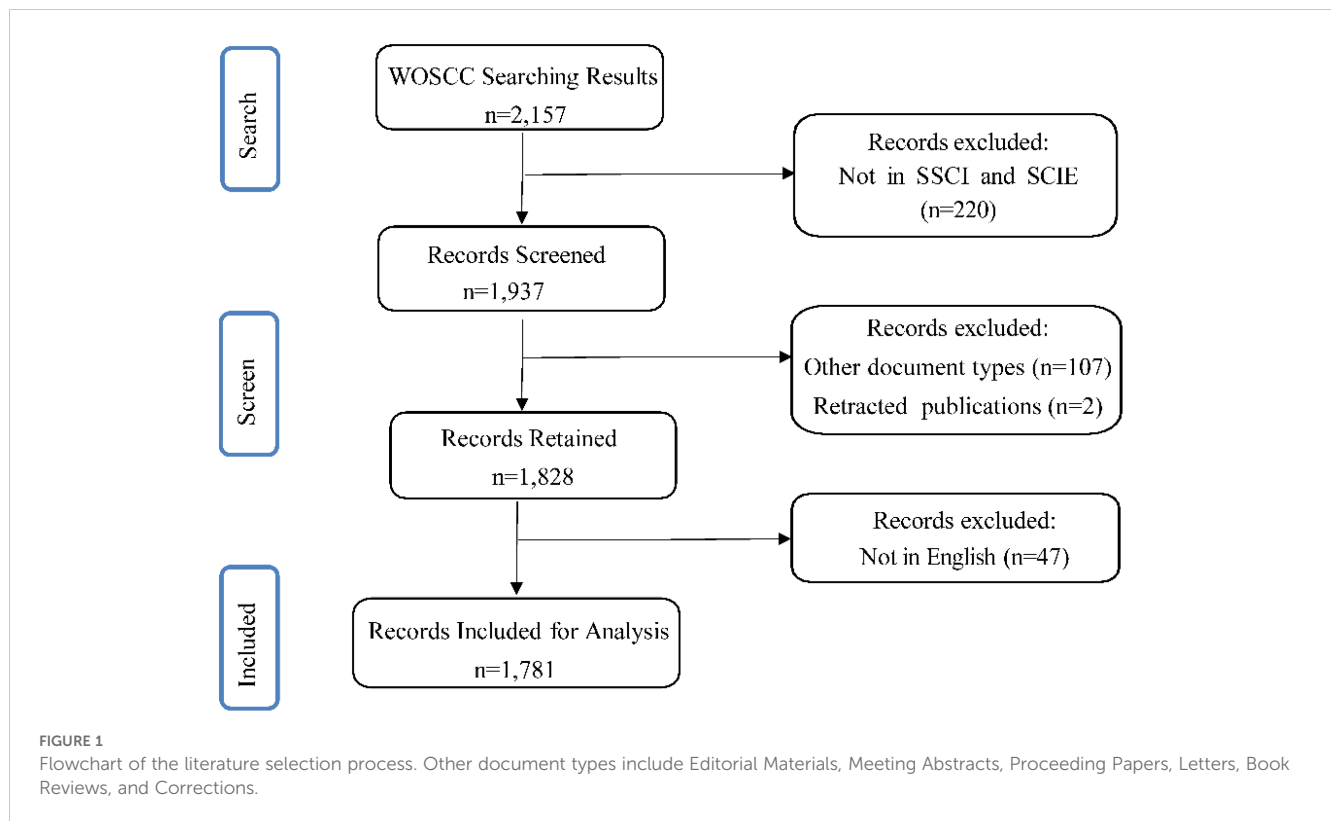 Search
WOSCC Searching Results
n=2,157
Records excluded:
Not in SSCI and SCIE
(n=220)
Records Screened
n=1,937
Screen
Records excluded:
Other document types (n=107)
Retracted publications (n=2)
Records Retained
n=1,828
Records excluded:
Not in English (n=47)
Included
Records Included for Analysis
n=1,781
FIGURE 1
Flowchart of the literature selection process. Other document types include Editorial Materials, Meeting Abstracts, Proceeding Papers, Letters, Book
Reviews, and Corrections.